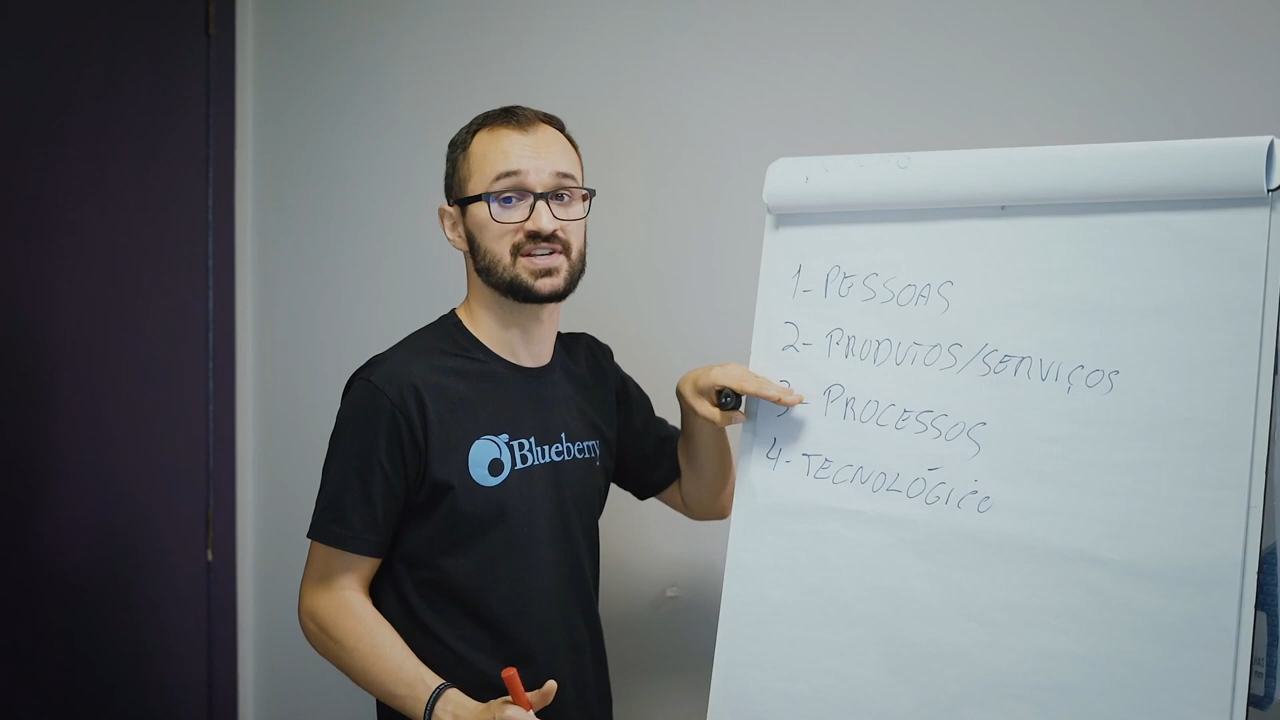 Blueberry
1- PESSOAS
2- PRODUTOS/SERVIÇOS
3- PROCESSOS
4- TECNOLÓGICO